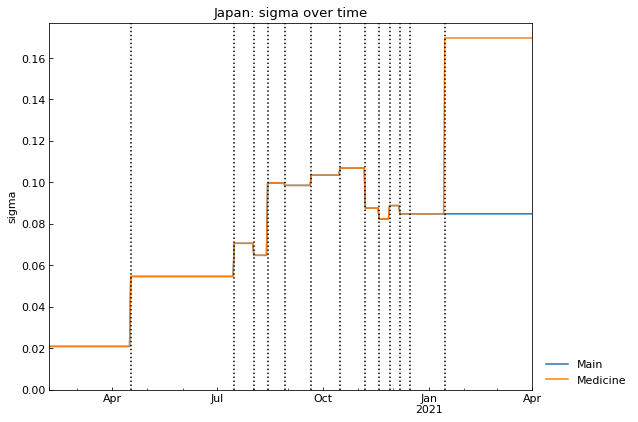 Japan: sigma over time
0.16
0.14
0.12
0.10
0.08
0.06
0.04
0.02
0.00
sigma
Apr
Jul
Oct
Jan
2021
Apr
Main
Medicine